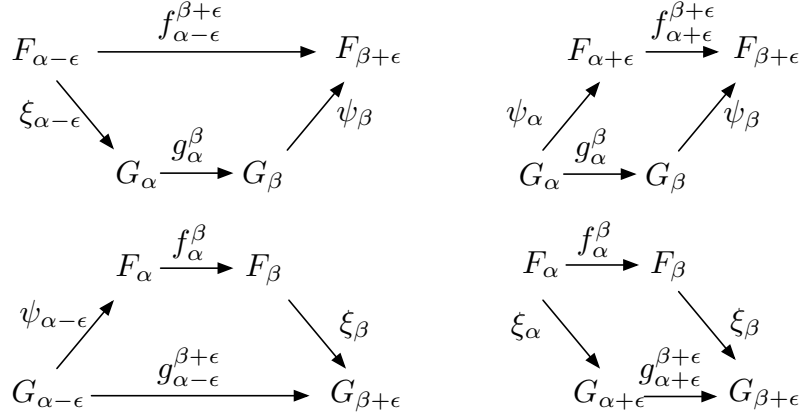 f_{α−ϵ}^{β+ϵ} f_{α+ϵ}^{β+ϵ}
F_{α−ϵ} F_{β+ϵ} F_{α+ϵ} F_{β+ϵ}
ξ_{α−ϵ} ψ_β ψ_α ψ_β
g_α^β g_α^β
G_α G_β G_α G_β
f_α^β f_α^β
F_α F_β F_α F_β
ψ_{α−ϵ} ξ_β ξ_α ξ_β
g_{α−ϵ}^{β+ϵ} g_{α+ϵ}^{β+ϵ}
G_{α−ϵ} G_{β+ϵ} G_{α+ϵ} G_{β+ϵ}